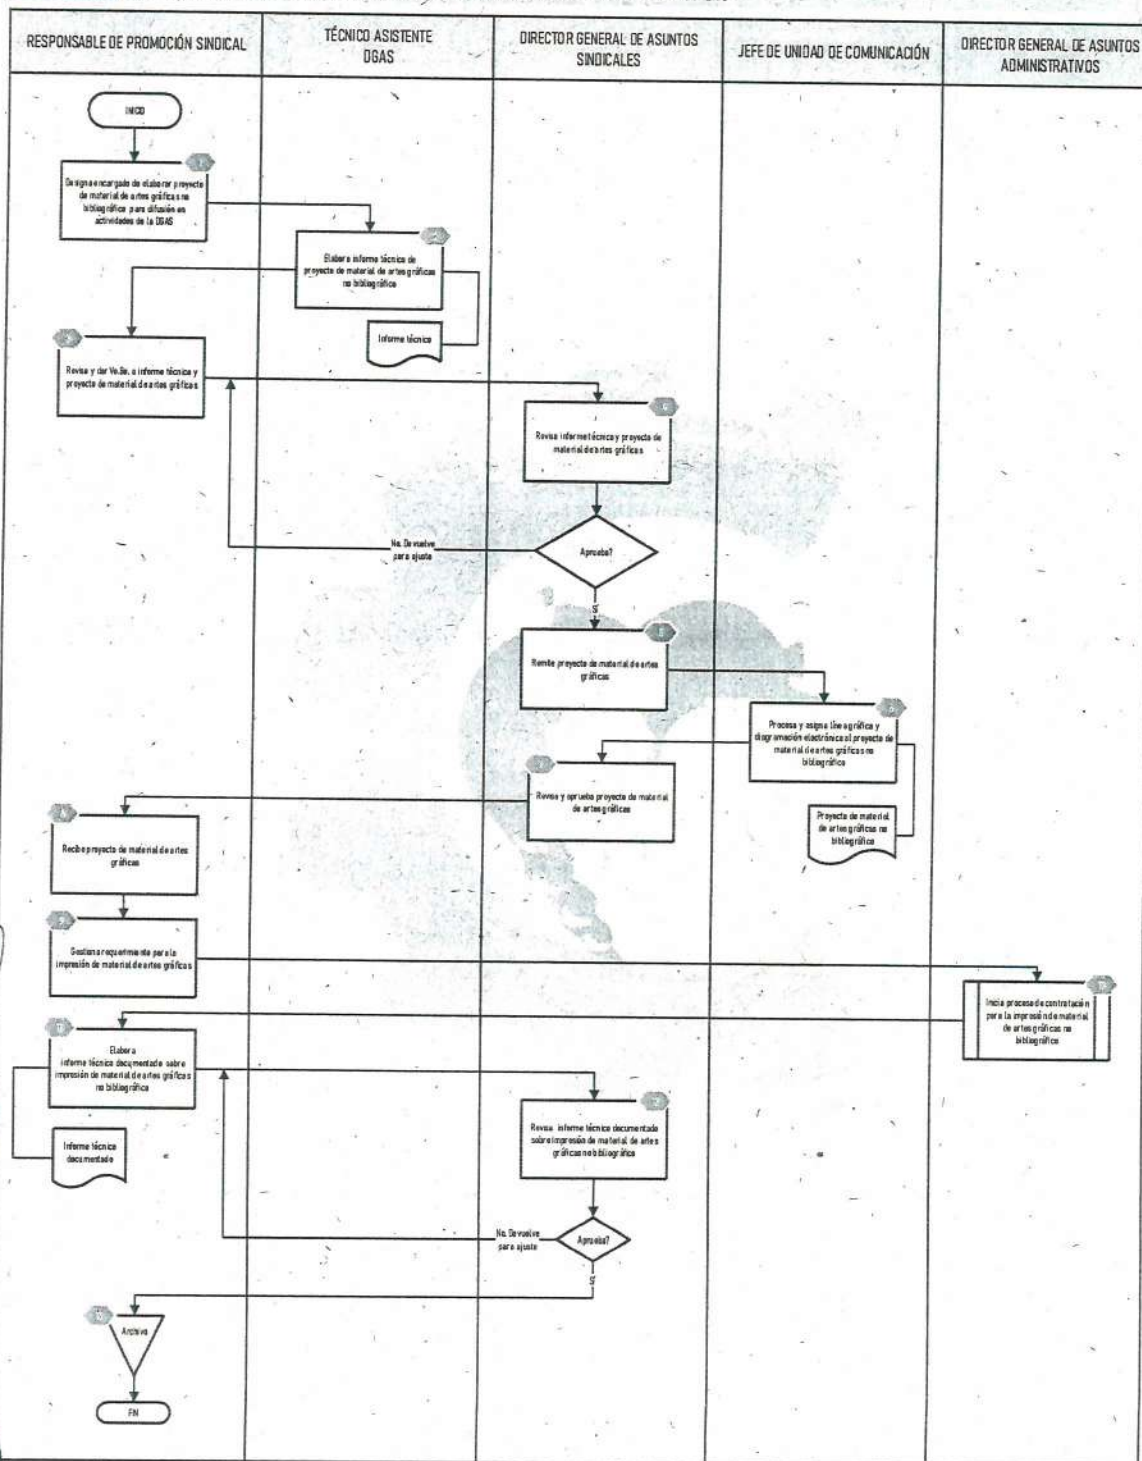 RESPONSABLE DE PROMOCIÓN SINDICAL
TÉCNICO ASISTENTE
DGAS
DIRECTOR GENERAL DE ASUNTOS
SINDICALES
JEFE DE UNIDAD DE COMUNICACIÓN
DIRECTOR GENERAL DE ASUNTOS
ADMINISTRATIVOS
INICIO
Designa encargado de elaborar proyecto
de material de artes gráficas no
bibliográfico para difusión en
actividades de la DGAS
Elabora informe técnico de
proyecto de material de artes gráficas
no bibliográfico
Informe técnico
Revisa y dar Vo.Bo. a informe técnico y
proyecto de material de artes gráficas
Revisa informe técnico y proyecto de
material de artes gráficas
Aprueba?
No. Devuelve
para ajuste
SÍ
Remite proyecto de material de artes
gráficas
Procesa y asigna línea gráfica y
diagramación electrónica al proyecto de
material de artes gráficas no
bibliográfico
Proyecto de material
de artes gráficas no
bibliográfico
Revisa y aprueba proyecto de material
de artes gráficas
Recibe proyecto de material de artes
gráficas
Gestiona requerimiento para la
impresión de material de artes gráficas
Inicia proceso de contratación
para la impresión de material
de artes gráficas no
bibliográfico
Elabora
informe técnico documentado sobre
impresión de material de artes gráficas
no bibliográfico
Informe técnico
documentado
Revisa informe técnico documentado
sobre impresión de material de artes
gráficas no bibliográfico
Aprueba?
No. Devuelve
para ajuste
SÍ
Archiva
FIN